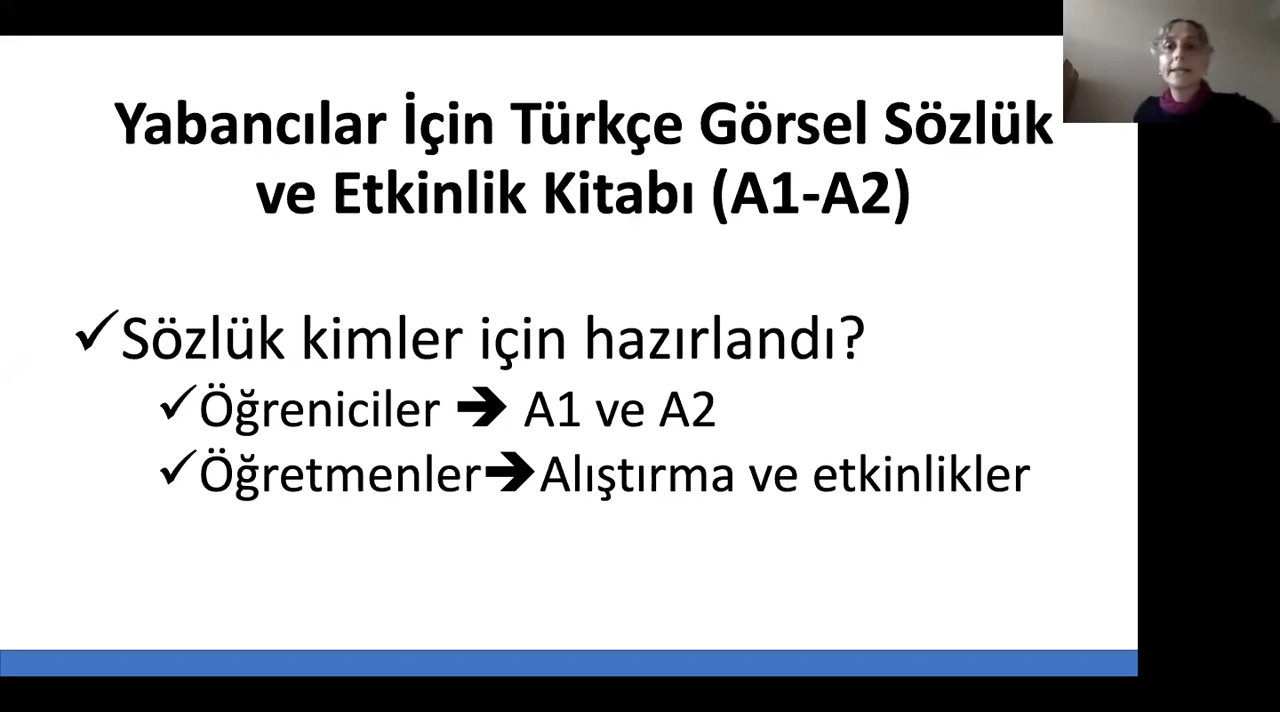 Yabancılar İçin Türkçe Görsel Sözlük
ve Etkinlik Kitabı (A1-A2)
✓Sözlük kimler için hazırlandı?
✓Öğreniciler ➔ A1 ve A2
✓Öğretmenler➔Alıştırma ve etkinlikler